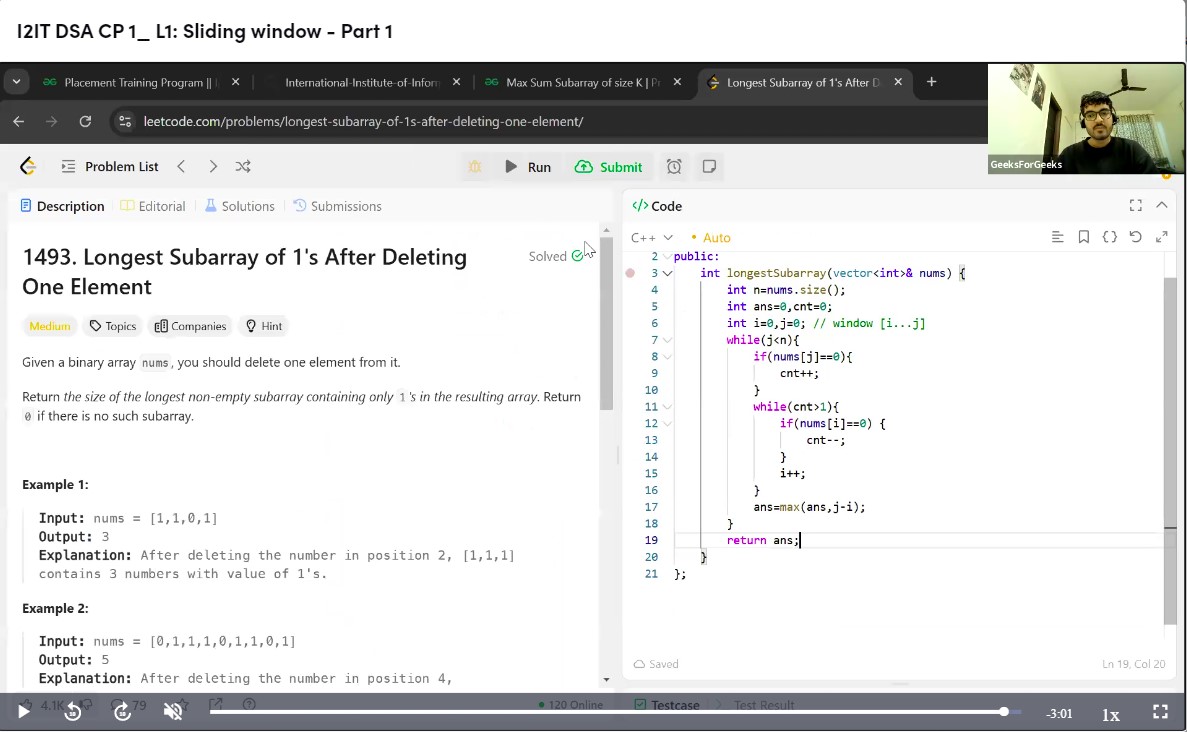 I2IT DSA CP 1_ L1: Sliding window - Part 1
Placement Training Program ||
International-Institute-of-Inforn
Max Sum Subarray of size K | P
Longest Subarray of 1's After D
leetcode.com/problems/longest-subarray-of-1s-after-deleting-one-element/
GeeksForGeeks
Problem List
Run
Submit
Description
Editorial
Solutions
Submissions
1493. Longest Subarray of 1's After Deleting
One Element
Solved
Medium
Topics
Companies
Hint
Given a binary array nums, you should delete one element from it.
Return the size of the longest non-empty subarray containing only 1's in the resulting array. Return
0 if there is no such subarray.
Example 1:
Input: nums = [1,1,0,1]
Output: 3
Explanation: After deleting the number in position 2, [1,1,1]
contains 3 numbers with value of 1's.
Example 2:
Input: nums = [0,1,1,1,0,1,1,0,1]
Output: 5
Explanation: After deleting the number in position 4,
4.1K
79
120 Online
</> Code
C++
Auto
2 public:
3 int longestSubarray(vector<int>& nums) {
4 int n=nums.size();
5 int ans=0,cnt=0;
6 int i=0,j=0; // window [i...j]
7 while(j<n){
8 if(nums[j]==0){
9 cnt++;
10 }
11 while(cnt>1){
12 if(nums[i]==0) {
13 cnt--;
14 }
15 i++;
16 }
17 ans=max(ans,j-i);
18 }
19 return ans;
20 }
21 };
Saved
Ln 19, Col 20
Testcase
Test Result
-3:01
1x